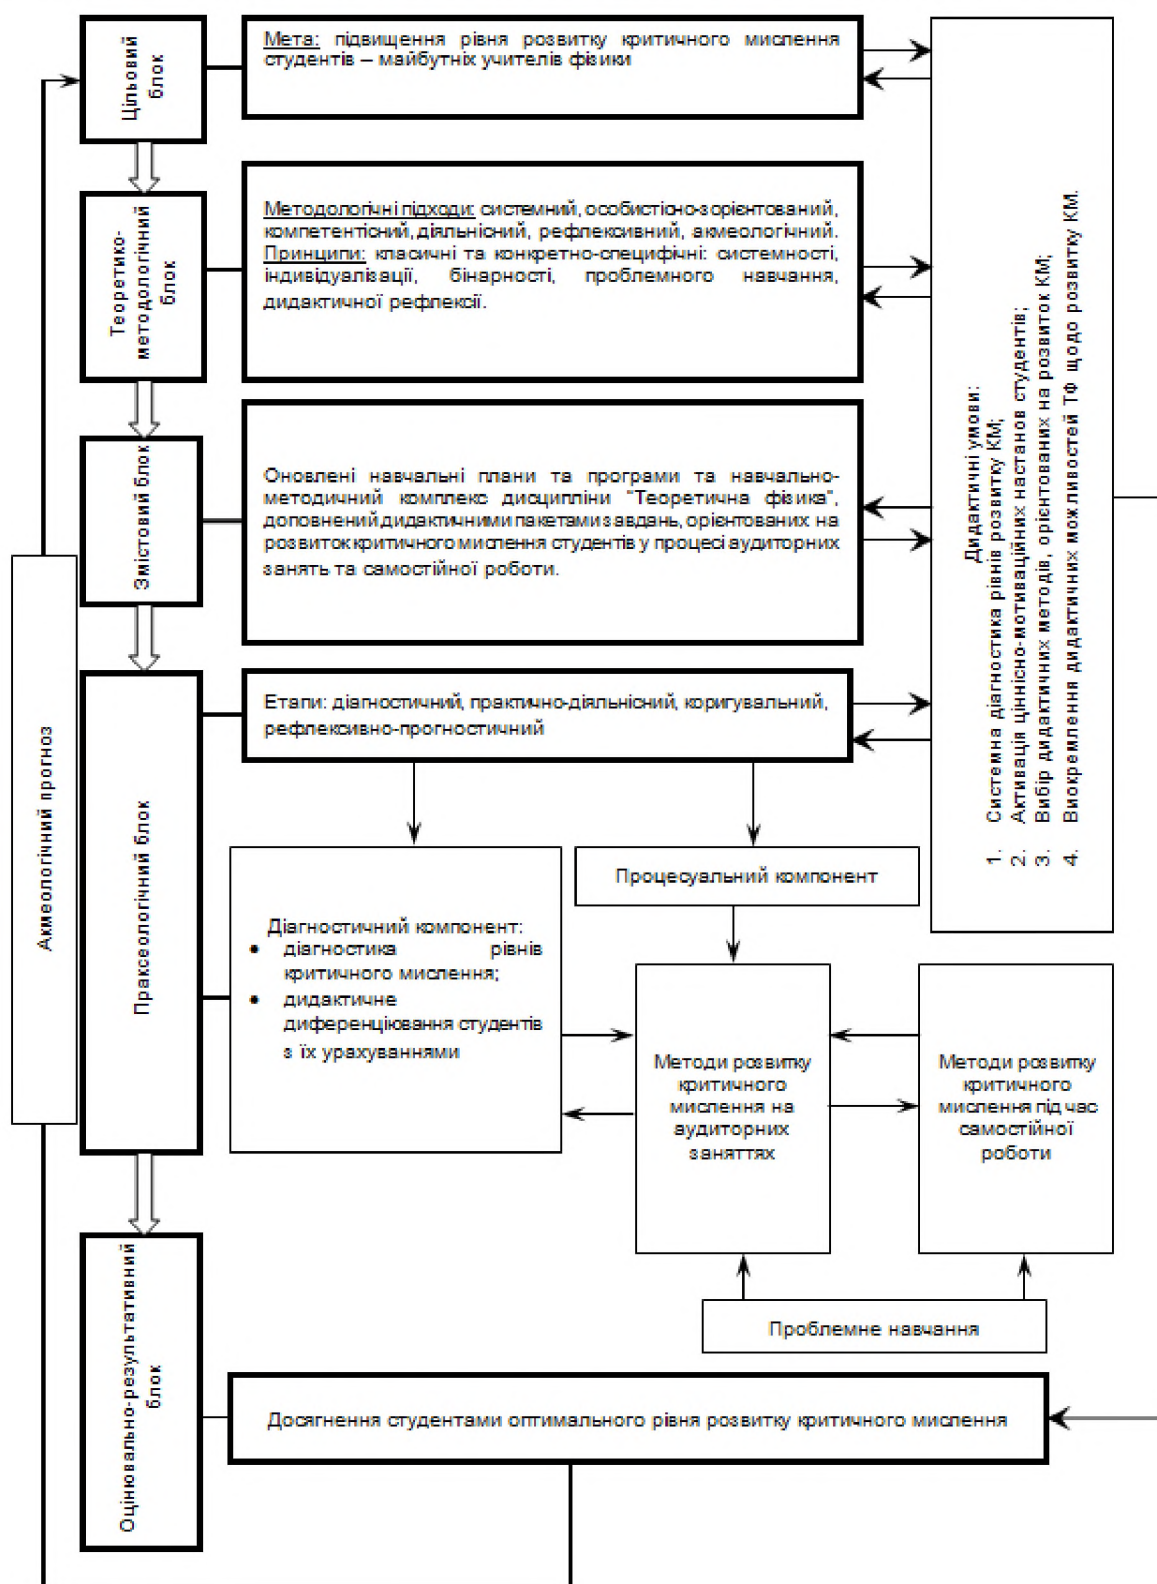 Цільовий
блок
Мета: підвищення рівня розвитку критичного мислення
студентів – майбутніх учителів фізики
Теоретико-
методологічний
блок
Методологічні підходи: системний, особистісно-зорієнтований,
компетентісний, діяльнісний, рефлексивний, акмеологічний.
Принципи: класичні та конкретно-специфічні: системності,
індивідуалізації, бінарності, проблемного навчання,
дидактичної рефлексії.
Змістовий блок
Оновлені навчальні плани та програми та навчально-
методичний комплекс дисципліни "Теоретична фізика",
доповнений дидактичними пакетами завдань, орієнтованих на
розвиток критичного мислення студентів у процесі аудиторних
занять та самостійної роботи.
Дидактичні умови:
1. Системна діагностика рівнів розвитку КМ;
2. Активація ціннісно-мотиваційних настанов студентів;
3. Вибір дидактичних методів, орієнтованих на розвиток КМ;
4. Виокремлення дидактичних можливостей ТФ щодо розвитку КМ.
Акмеологічний прогноз
Праксеологічний блок
Етапи: діагностичний, практично-діяльнісний, коригувальний,
рефлексивно-прогностичний
Діагностичний компонент:
• діагностика рівнів
критичного мислення;
• дидактичне
диференціювання студентів
з їх урахуваннями
Процесуальний компонент
Методи розвитку
критичного
мислення на
аудиторних
заняттях
Методи розвитку
критичного
мислення під час
самостійної
роботи
Проблемне навчання
Оцінювально-результативний
блок
Досягнення студентами оптимального рівня розвитку критичного мислення